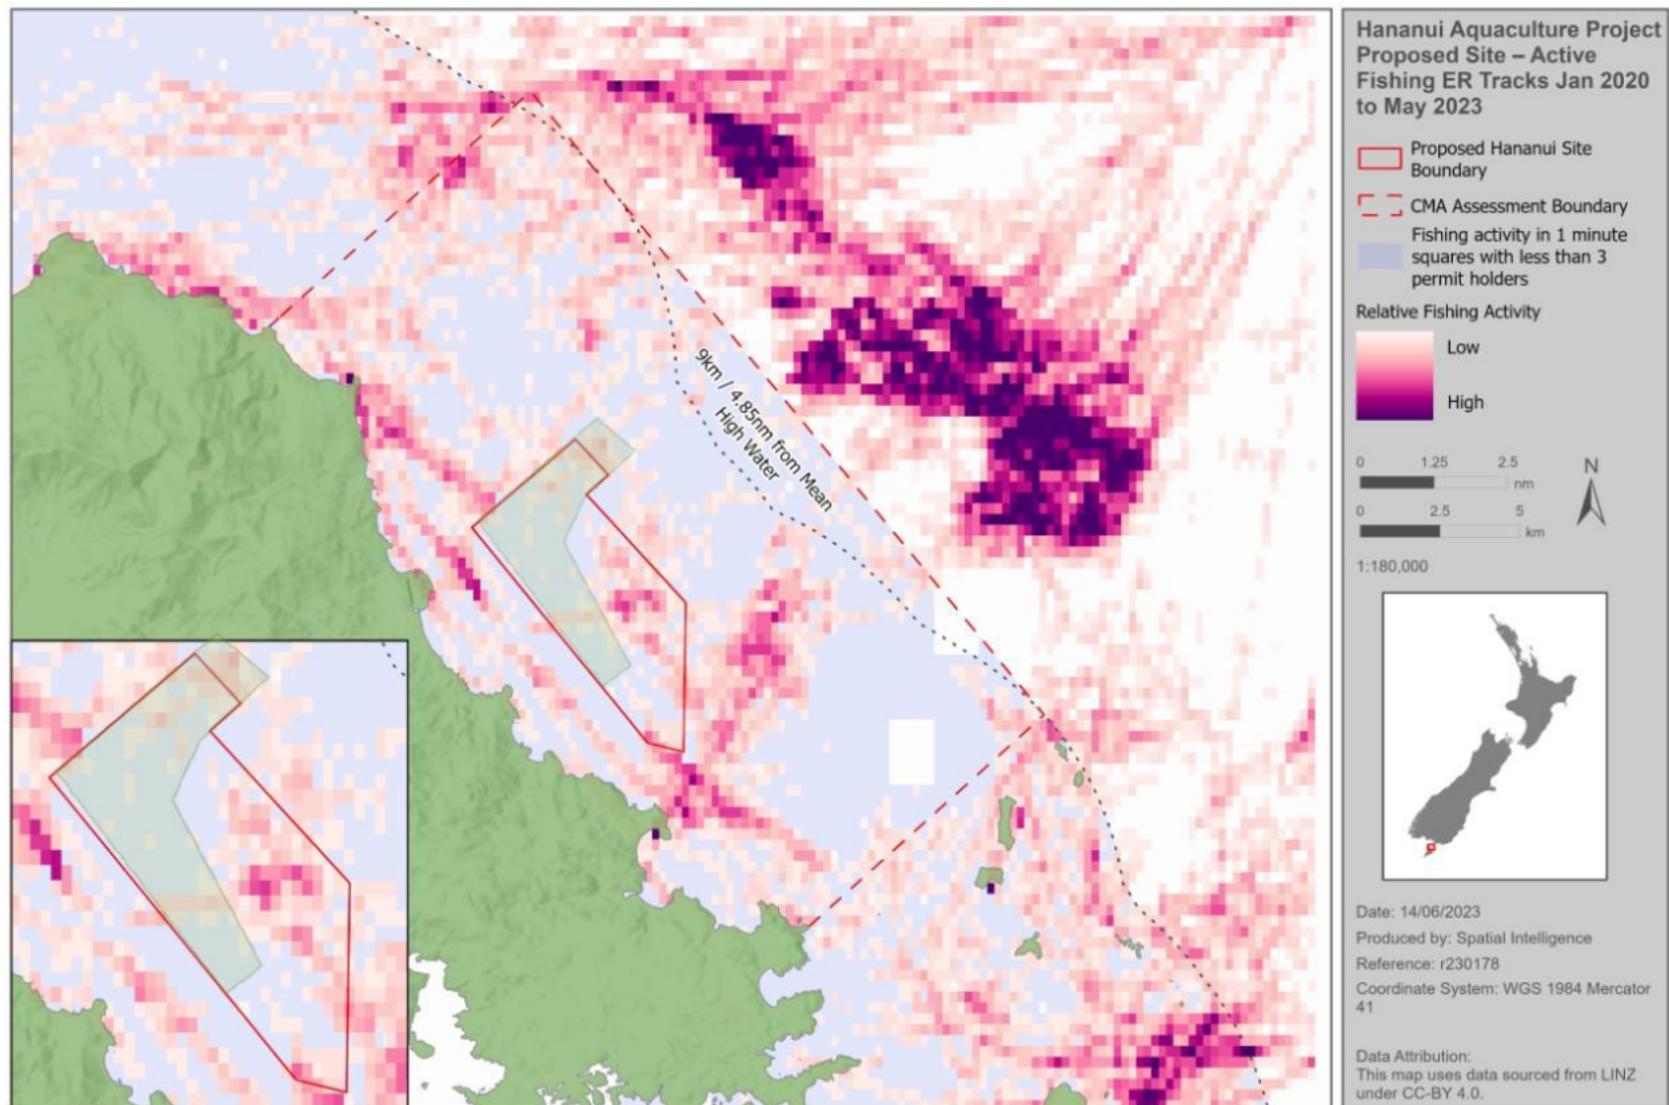 9km / 4.85nm from Mean
High Water
Hananui Aquaculture Project
Proposed Site – Active
Fishing ER Tracks Jan 2020
to May 2023
Proposed Hananui Site
Boundary
CMA Assessment Boundary
Fishing activity in 1 minute
squares with less than 3
permit holders
Relative Fishing Activity
Low
High
0 1.25 2.5
nm
N
0 2.5 5
km
1:180,000
Date: 14/06/2023
Produced by: Spatial Intelligence
Reference: r230178
Coordinate System: WGS 1984 Mercator
41
Data Attribution:
This map uses data sourced from LINZ
under CC-BY 4.0.